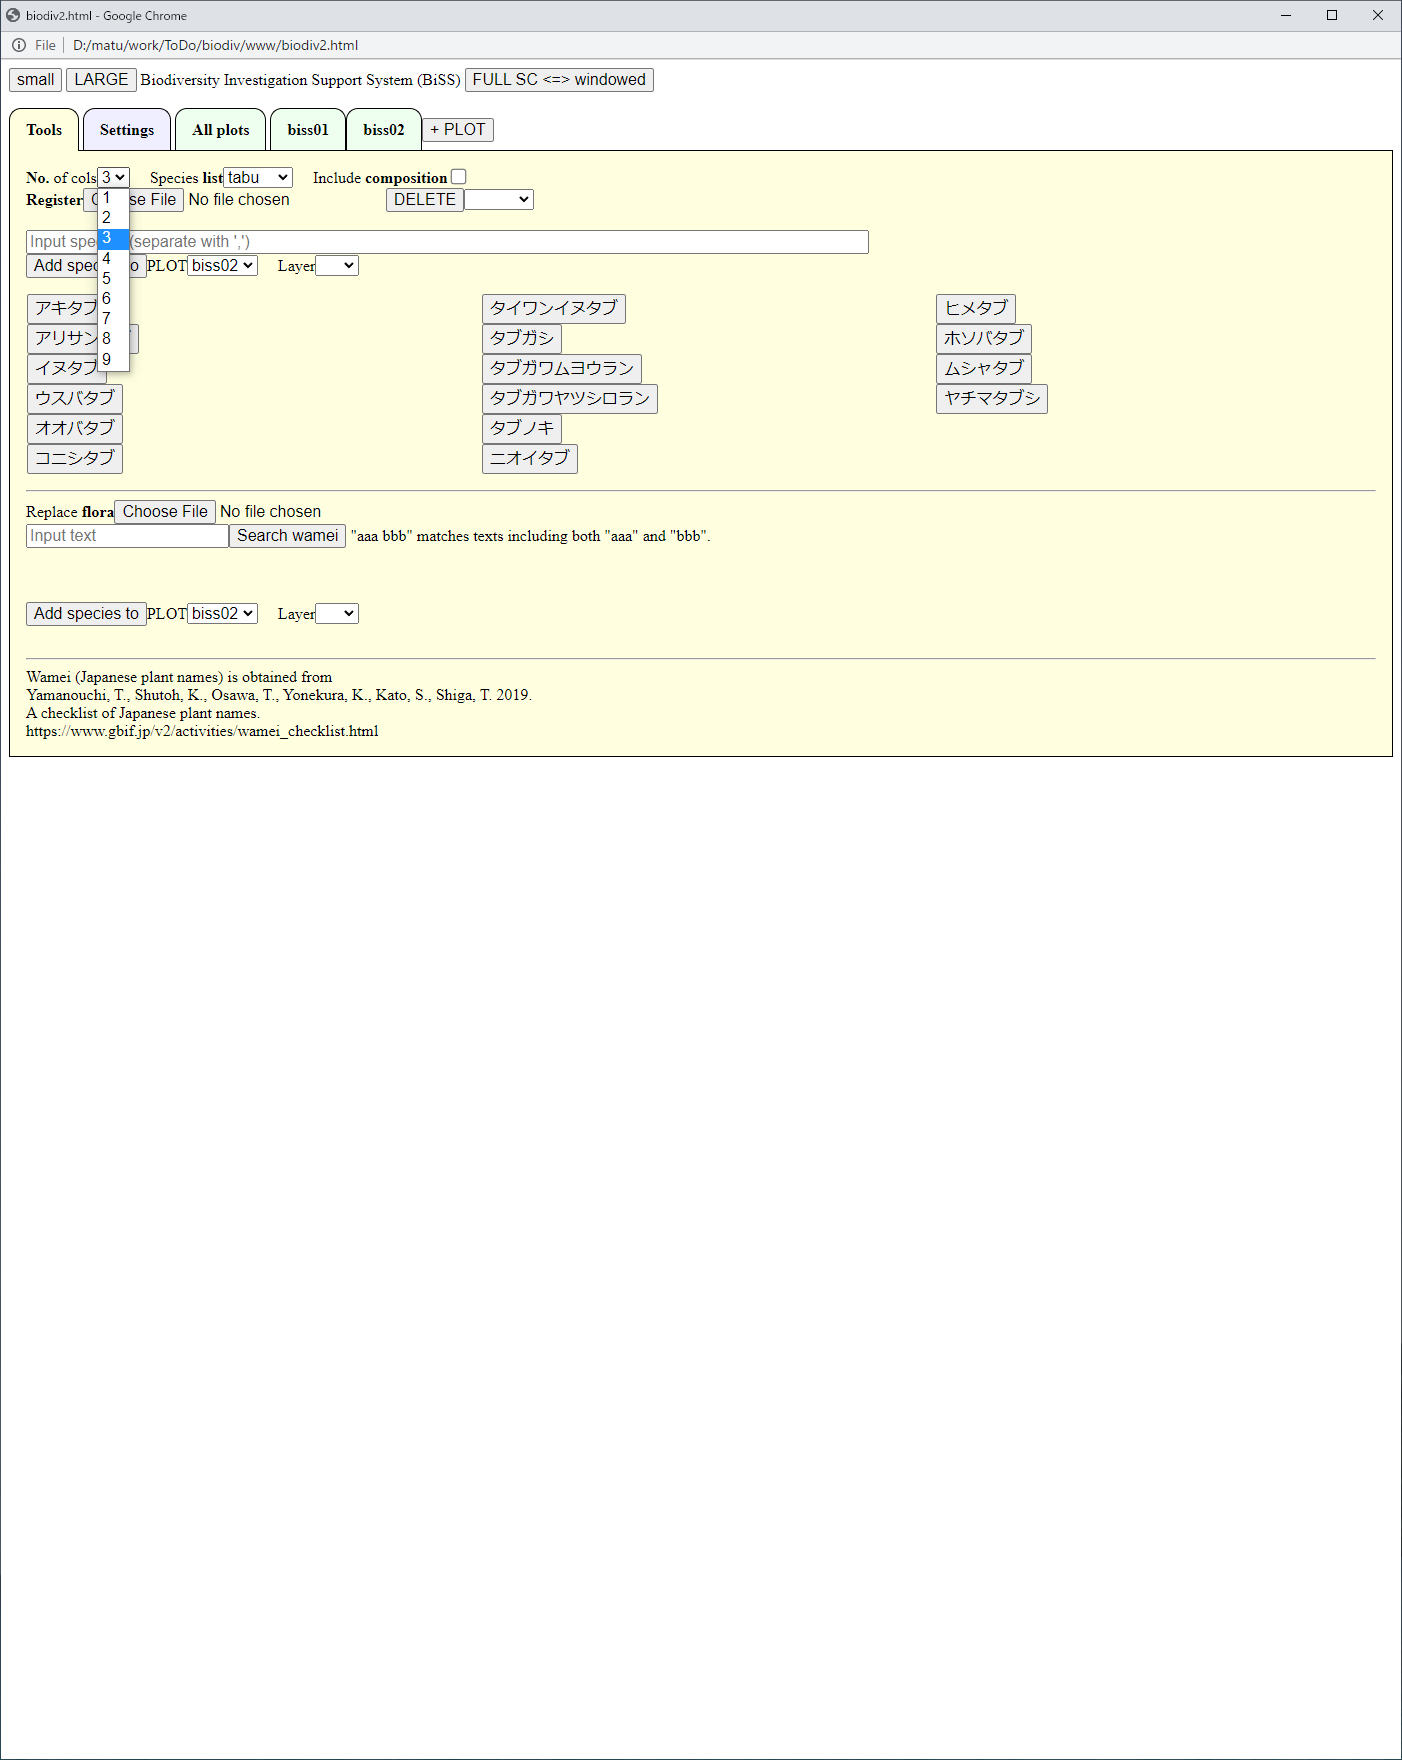 biodiv2.html - Google Chrome
File D:/matu/work/ToDo/biodiv/www/biodiv2.html
small LARGE Biodiversity Investigation Support System (BiSS) FULL SC <=> windowed
Tools Settings All plots biss01 biss02 + PLOT
No. of cols 3 Species list tabu Include composition
Register se File No file chosen DELETE
1
2
3
4
5
6
7
8
9
Input spe (separate with ',')
Add spe o PLOT biss02 Layer
アキタブ タイワンイヌタブ ヒメタブ
アリサン タブガシ ホソバタブ
イヌタブ タブガワムヨウラン ムシャタブ
ウスバタブ タブガワヤツシロラン ヤチマタブシ
オオバタブ タブノキ
コニシタブ ニオイタブ
Replace flora Choose File No file chosen
Input text Search wamei "aaa bbb" matches texts including both "aaa" and "bbb".
Add species to PLOT biss02 Layer
Wamei (Japanese plant names) is obtained from
Yamanouchi, T., Shutoh, K., Osawa, T., Yonekura, K., Kato, S., Shiga, T. 2019.
A checklist of Japanese plant names.
https://www.gbif.jp/v2/activities/wamei_checklist.html